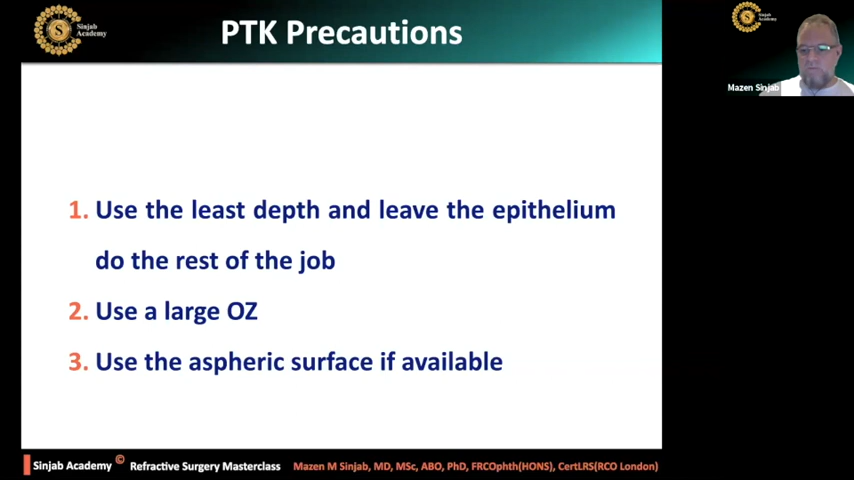 Sinjab
Academy
PTK Precautions
Sinjab
Academy
Mazen Sinjab
1. Use the least depth and leave the epithelium
do the rest of the job
2. Use a large OZ
3. Use the aspheric surface if available
Sinjab Academy © Refractive Surgery Masterclass Mazen M Sinjab, MD, MSc, ABO, PhD, FRCOphth(HONS), CertLRS(RCO London)